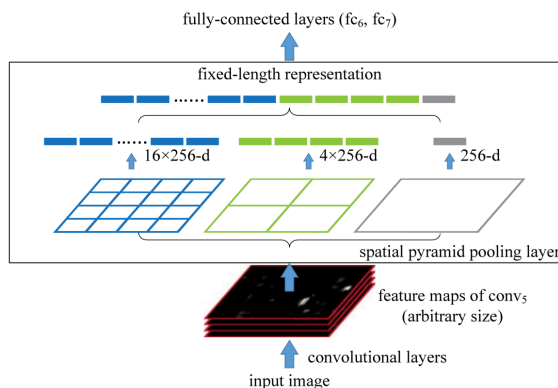 fully-connected layers (fc6, fc7)
fixed-length representation
......
......
16×256-d
4×256-d
256-d
spatial pyramid pooling layer
feature maps of conv5
(arbitrary size)
convolutional layers
input image